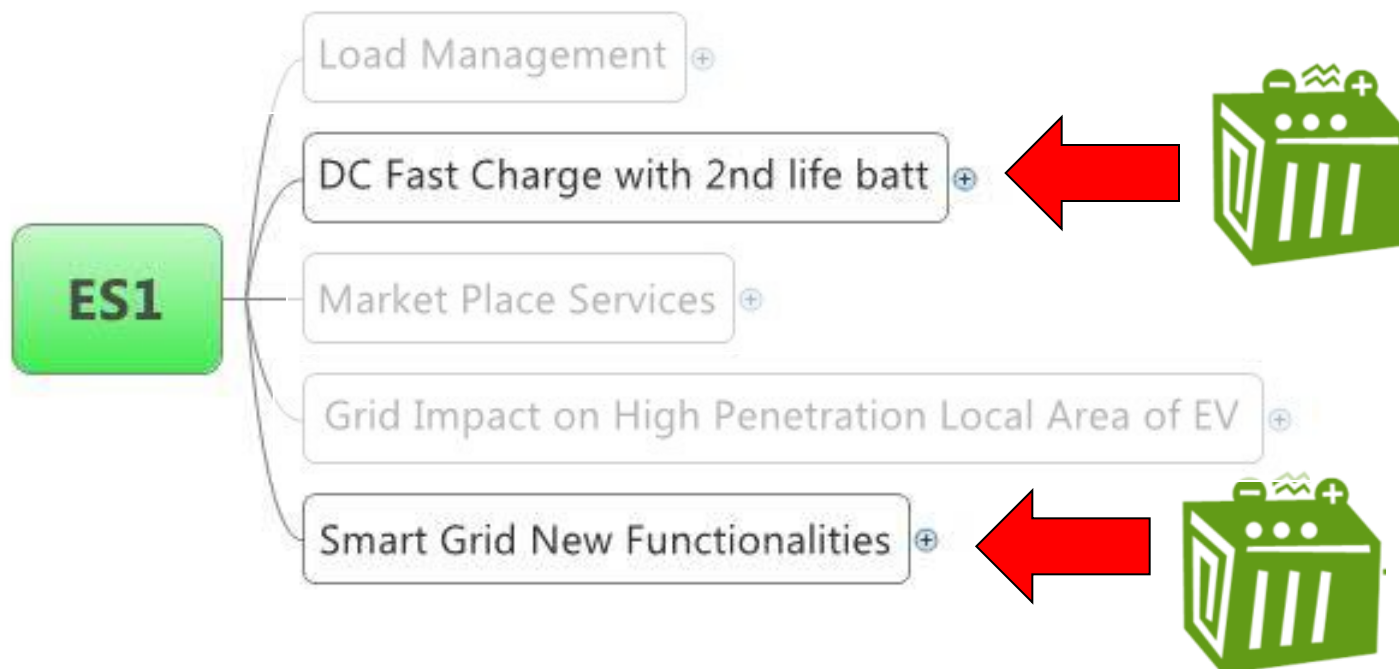 Load Management
DC Fast Charge with 2nd life batt
ES1
Market Place Services
Grid Impact on High Penetration Local Area of EV
Smart Grid New Functionalities